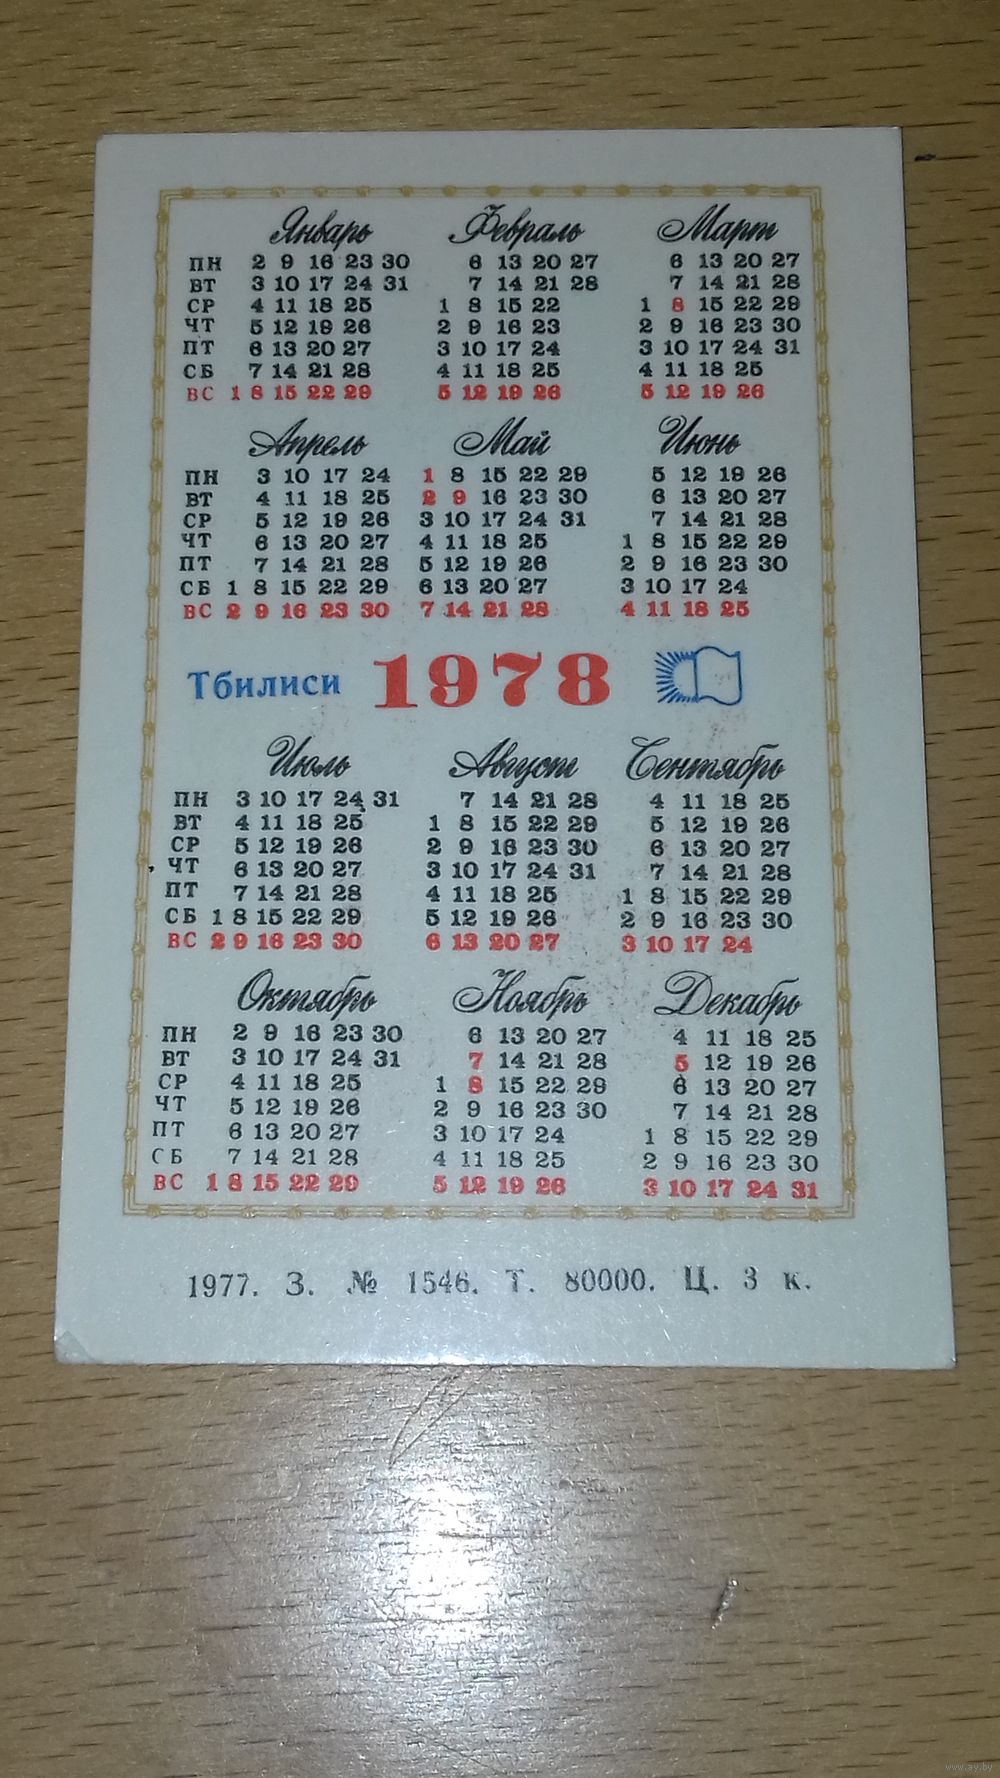 Январь Февраль Март
ПН 2 9 16 23 30 6 13 20 27 6 13 20 27
ВТ 3 10 17 24 31 7 14 21 28 7 14 21 28
СР 4 11 18 25 1 8 15 22 1 8 15 22 29
ЧТ 5 12 19 26 2 9 16 23 2 9 16 23 30
ПТ 6 13 20 27 3 10 17 24 3 10 17 24 31
СБ 7 14 21 28 4 11 18 25 4 11 18 25
ВС 1 8 15 22 29 5 12 19 26 5 12 19 26
Апрель Май Июнь
ПН 3 10 17 24 1 8 15 22 29 5 12 19 26
ВТ 4 11 18 25 2 9 16 23 30 6 13 20 27
СР 5 12 19 26 3 10 17 24 31 7 14 21 28
ЧТ 6 13 20 27 4 11 18 25 1 8 15 22 29
ПТ 7 14 21 28 5 12 19 26 2 9 16 23 30
СБ 1 8 15 22 29 6 13 20 27 3 10 17 24
ВС 2 9 16 23 30 7 14 21 28 4 11 18 25
Тбилиси 1978
Июль Август Сентябрь
ПН 3 10 17 24 31 7 14 21 28 4 11 18 25
ВТ 4 11 18 25 1 8 15 22 29 5 12 19 26
СР 5 12 19 26 2 9 16 23 30 6 13 20 27
ЧТ 6 13 20 27 3 10 17 24 31 7 14 21 28
ПТ 7 14 21 28 4 11 18 25 1 8 15 22 29
СБ 1 8 15 22 29 5 12 19 26 2 9 16 23 30
ВС 2 9 16 23 30 6 13 20 27 3 10 17 24
Октябрь Ноябрь Декабрь
ПН 2 9 16 23 30 6 13 20 27 4 11 18 25
ВТ 3 10 17 24 31 7 14 21 28 5 12 19 26
СР 4 11 18 25 1 8 15 22 29 6 13 20 27
ЧТ 5 12 19 26 2 9 16 23 30 7 14 21 28
ПТ 6 13 20 27 3 10 17 24 1 8 15 22 29
СБ 7 14 21 28 4 11 18 25 2 9 16 23 30
ВС 1 8 15 22 29 5 12 19 26 3 10 17 24 31
1977. З. № 1546. Т. 80000. Ц. 3 к.
www.ay.by